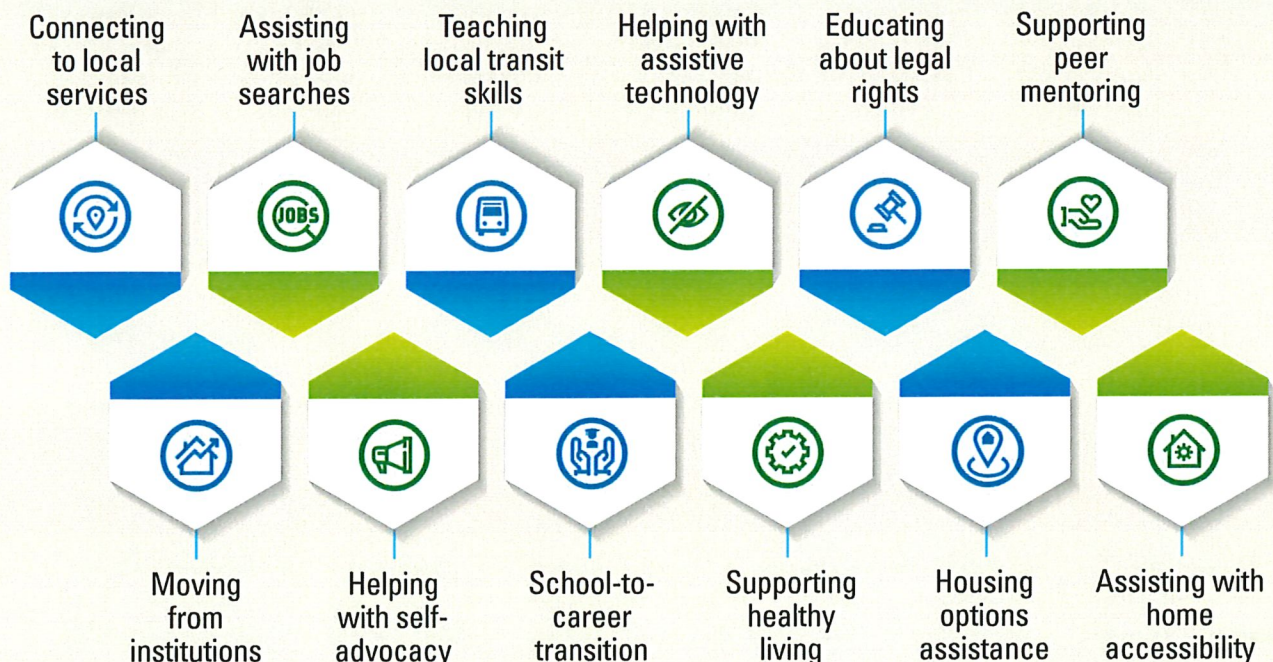 Connecting
to local
services
Assisting
with job
searches
Teaching
local transit
skills
Helping with
assistive
technology
Educating
about legal
rights
Supporting
peer
mentoring
JOBS
Moving
from
institutions
Helping
with self-
advocacy
School-to-
career
transition
Supporting
healthy
living
Housing
options
assistance
Assisting with
home
accessibility